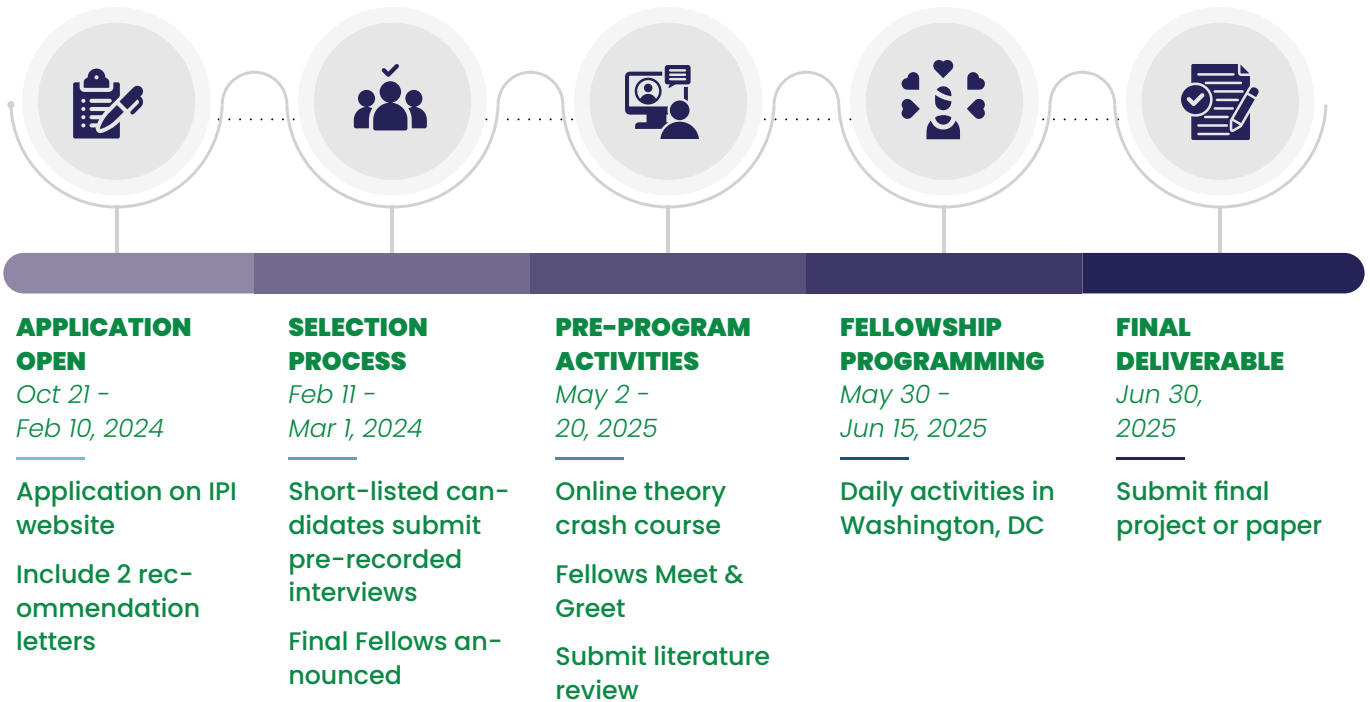 APPLICATION
OPEN
Oct 21 -
Feb 10, 2024
Application on IPI
website
Include 2 rec-
ommendation
letters
SELECTION
PROCESS
Feb 11 -
Mar 1, 2024
Short-listed can-
didates submit
pre-recorded
interviews
Final Fellows an-
nounced
PRE-PROGRAM
ACTIVITIES
May 2 -
20, 2025
Online theory
crash course
Fellows Meet &
Greet
Submit literature
review
FELLOWSHIP
PROGRAMMING
May 30 -
Jun 15, 2025
Daily activities in
Washington, DC
FINAL
DELIVERABLE
Jun 30,
2025
Submit final
project or paper